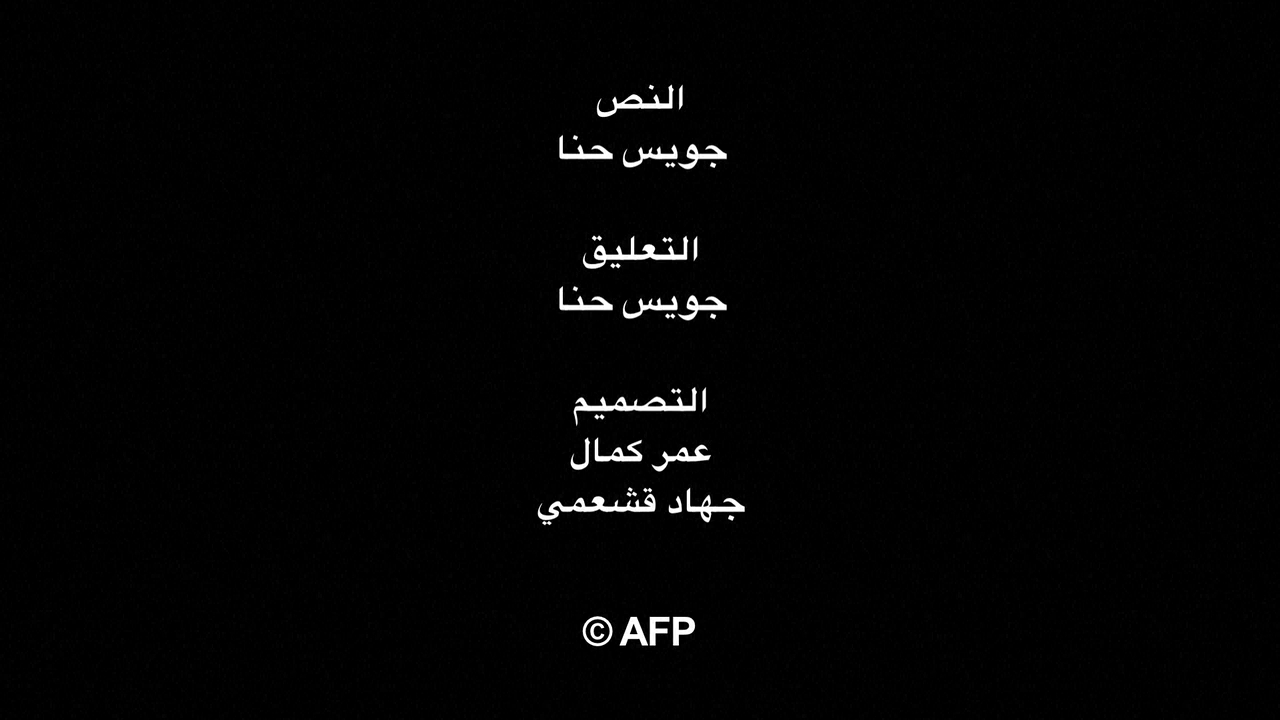 النص
جويس حنا
التعليق
جويس حنا
التصميم
عمر كمال
جهاد قشعمي
© AFP